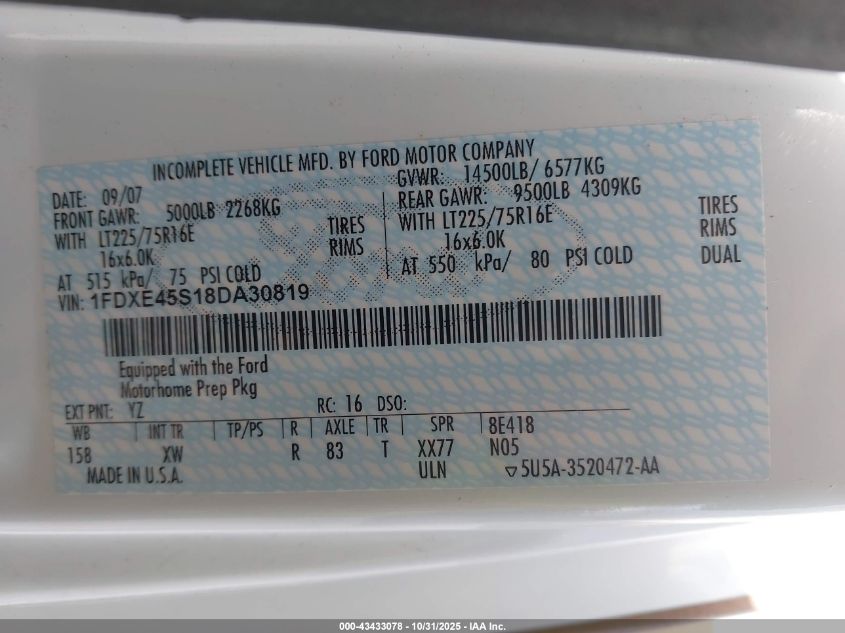 INCOMPLETE VEHICLE MFD. BY FORD MOTOR COMPANY
DATE: 09/07 GVWR: 14500LB/ 6577KG
FRONT GAWR: 5000LB 2268KG REAR GAWR: 9500LB 4309KG
WITH LT225/75R16E TIRES WITH LT225/75R16E TIRES
16x6.0K RIMS 16x6.0K RIMS
AT 515 kPa/ 75 PSI COLD AT 550 kPa/ 80 PSI COLD DUAL
VIN: 1FDXE45S18DA30819
Equipped with the Ford
Motorhome Prep Pkg
EXT PNT: YZ RC: 16 DSO:
WB INT TR TP/PS R AXLE TR SPR 8E418
158 XW R 83 T XX77 N05
MADE IN U.S.A. ULN ▽5U5A-3520472-AA
000-43433078 - 10/31/2025 - IAA Inc.